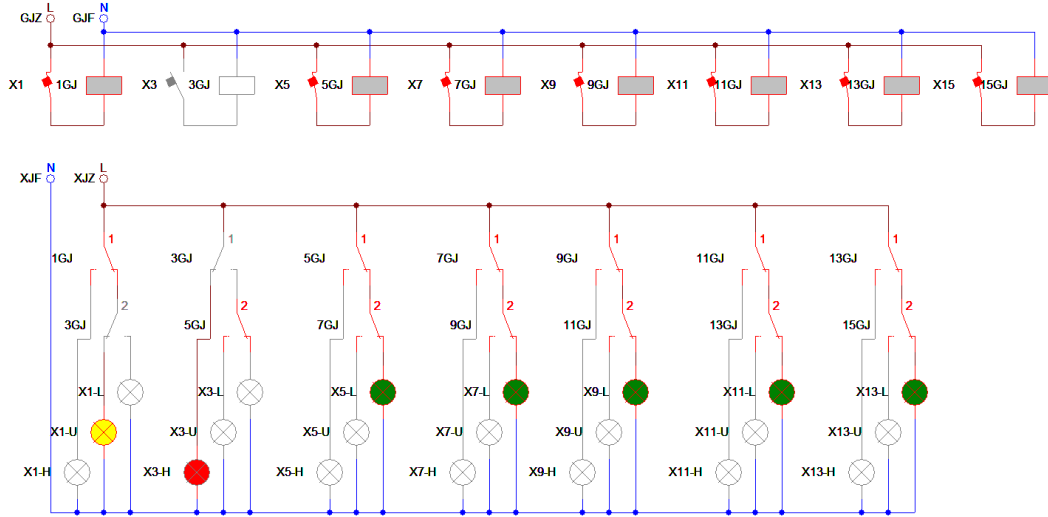 L N
GJZ GJF
X1 1GJ X3 3GJ X5 5GJ X7 7GJ X9 9GJ X11 11GJ X13 13GJ X15 15GJ
N L
XJF XJZ
1 1 1 1 1 1 1
1GJ 3GJ 5GJ 7GJ 9GJ 11GJ 13GJ
2 2 2 2 2 2 2
3GJ 5GJ 7GJ 9GJ 11GJ 13GJ 15GJ
X1-L X3-L X5-L X7-L X9-L X11-L X13-L
X1-U X3-U X5-U X7-U X9-U X11-U X13-U
X1-H X3-H X5-H X7-H X9-H X11-H X13-H